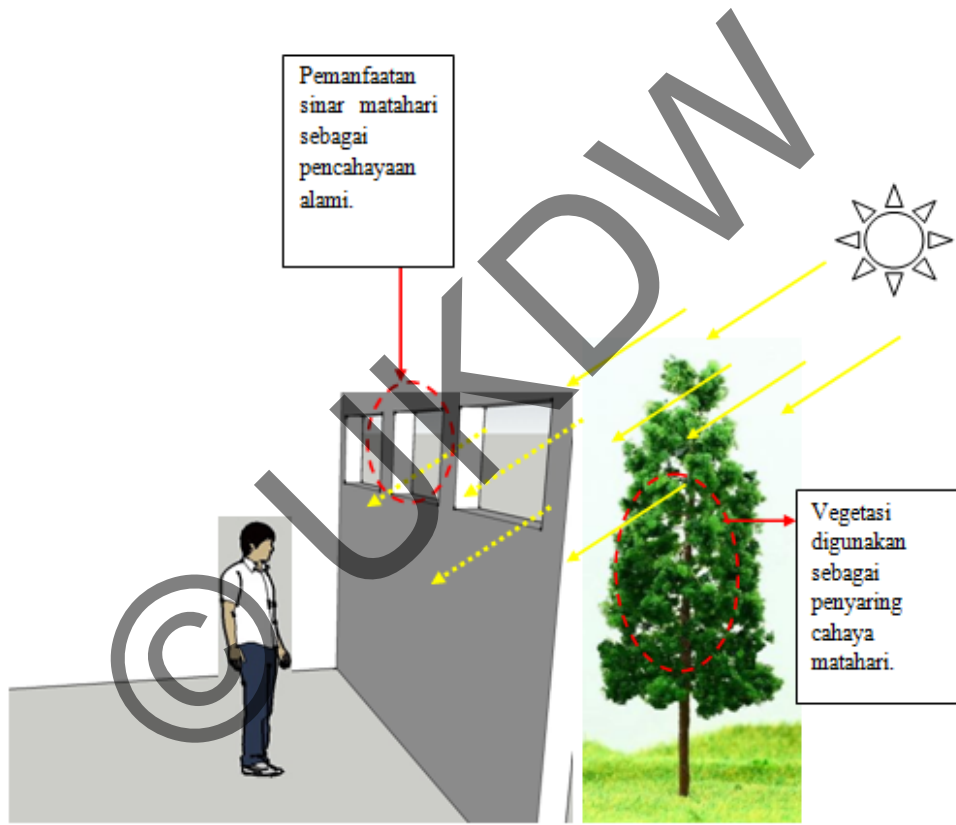 Pemanfaatan
sinar matahari
sebagai
pencahayaan
alami.
Vegetasi
digunakan
sebagai
penyaring
cahaya
matahari.
© UKDW